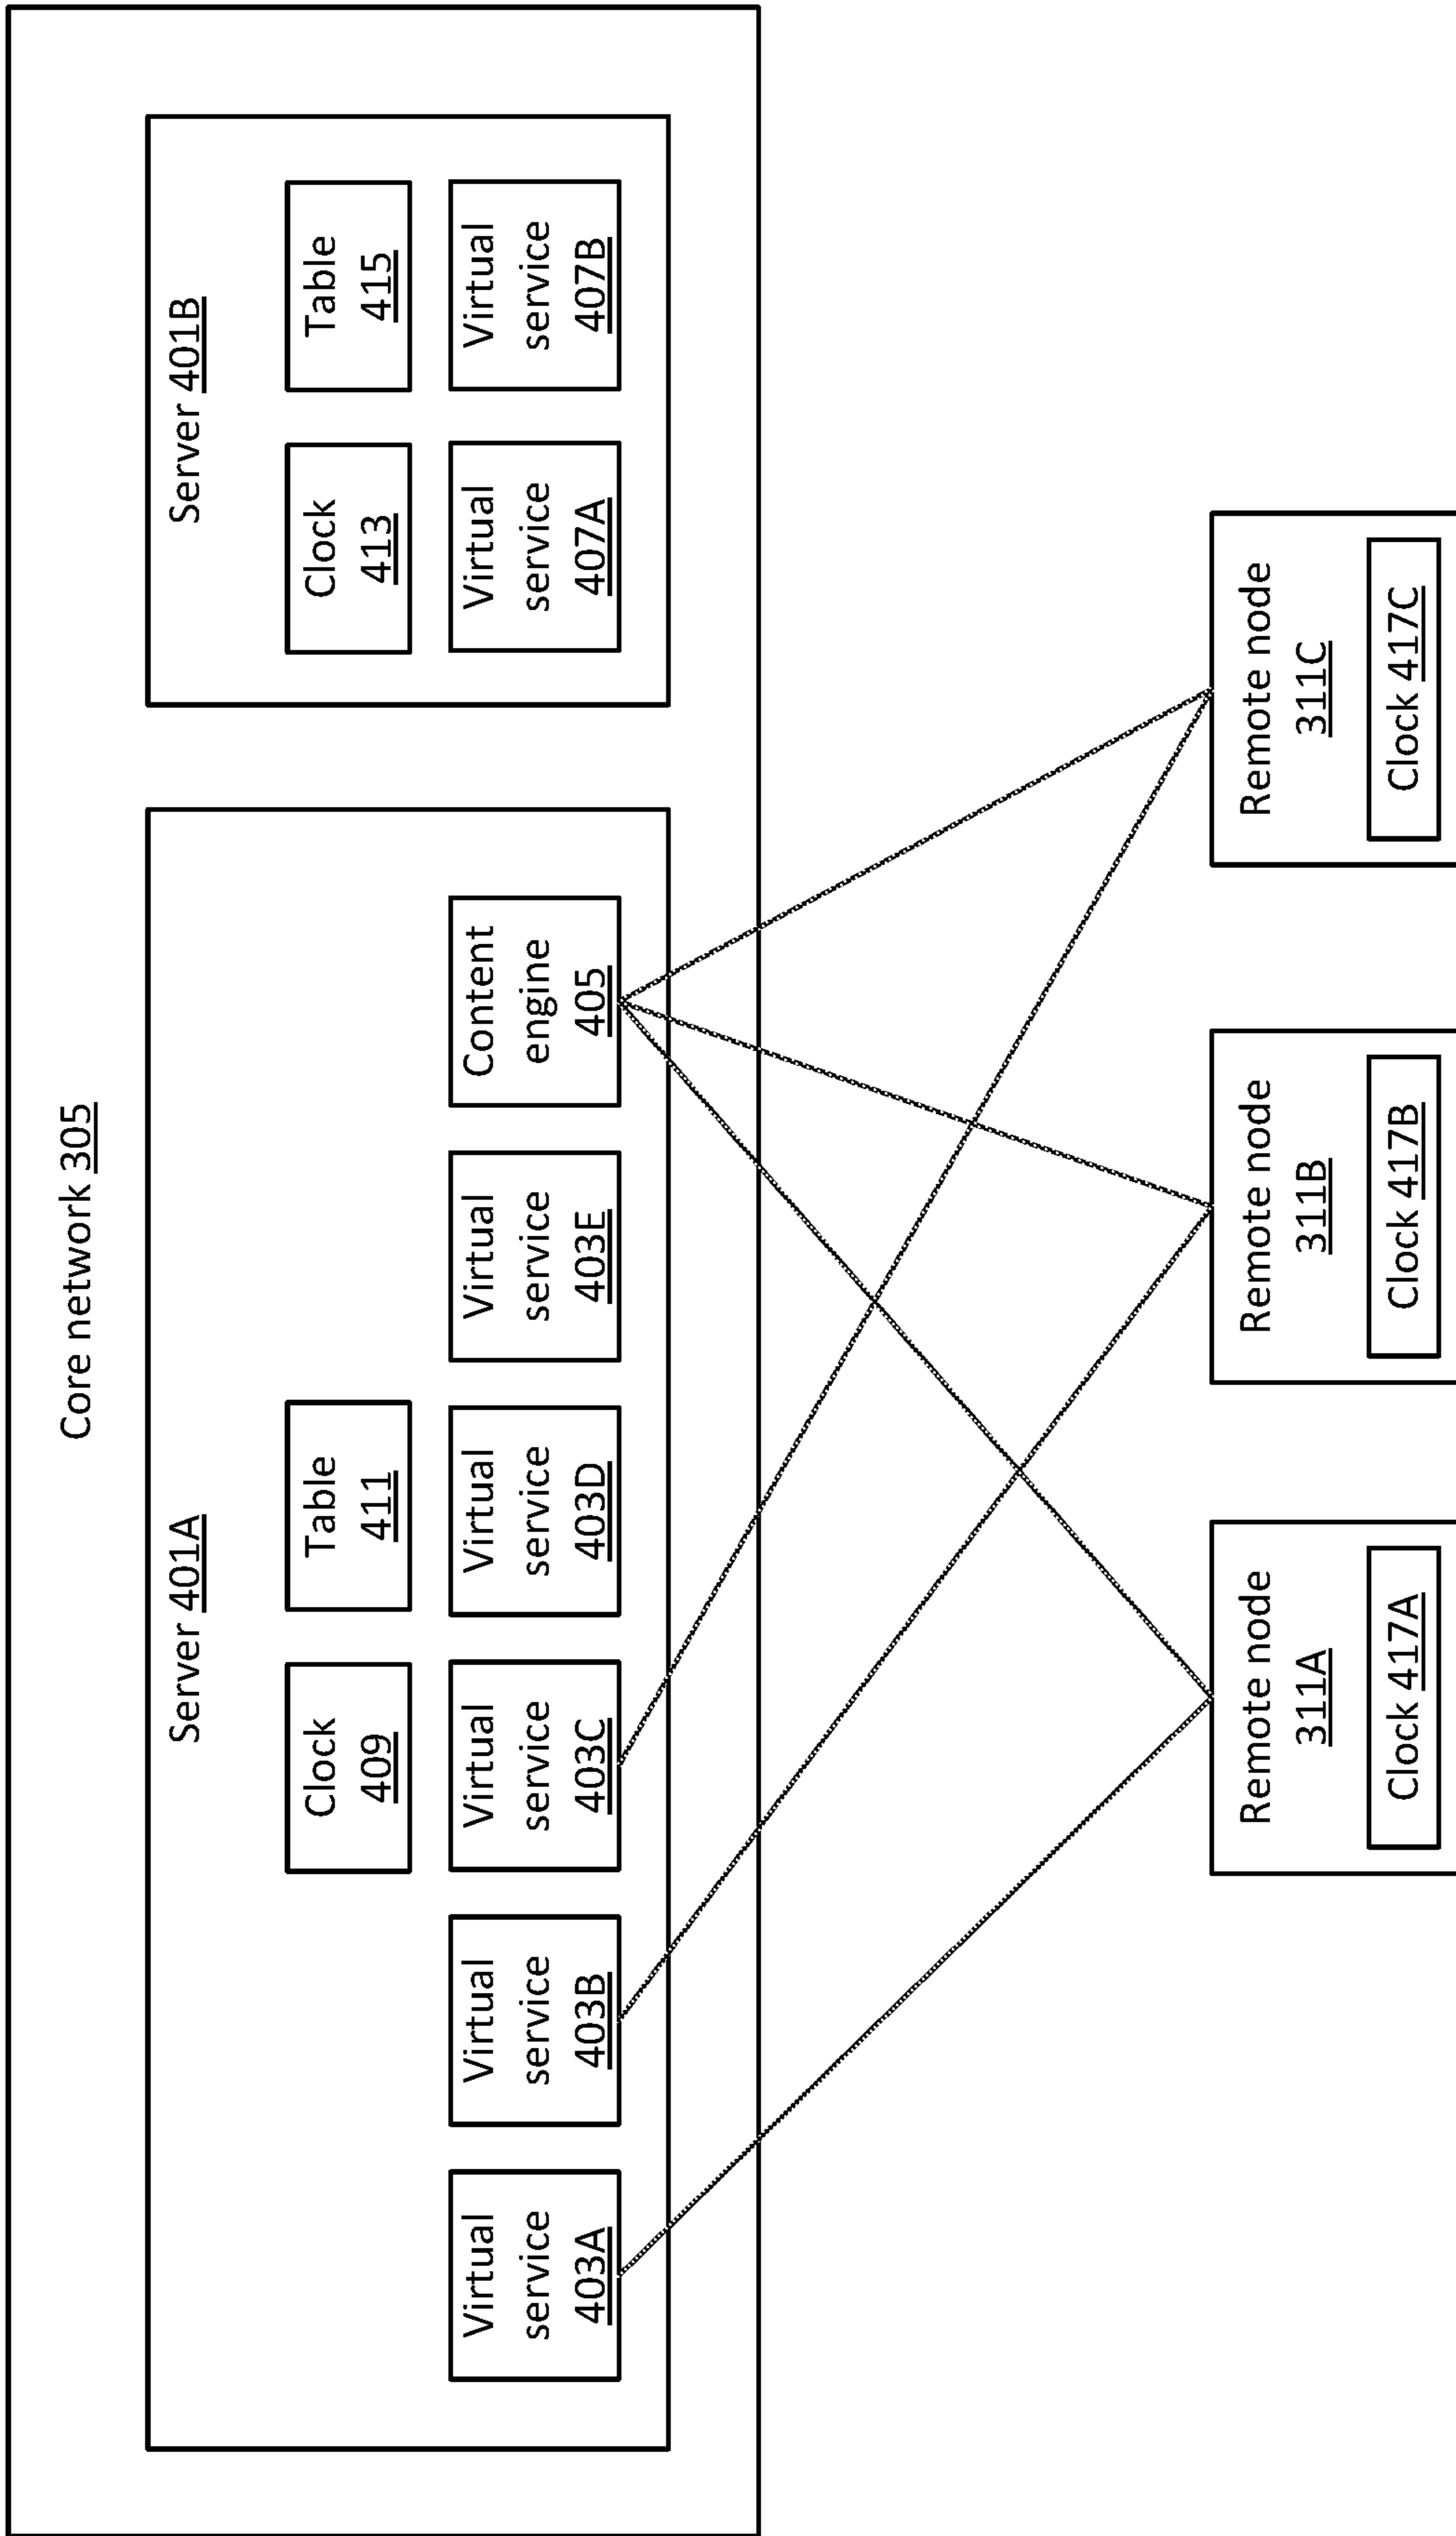 Core network 305
Server 401A
Clock
409
Table
411
Virtual
service
403A
Virtual
service
403B
Virtual
service
403C
Virtual
service
403D
Virtual
service
403E
Content
engine
405
Server 401B
Clock
413
Table
415
Virtual
service
407A
Virtual
service
407B
Remote node
311A
Clock 417A
Remote node
311B
Clock 417B
Remote node
311C
Clock 417C